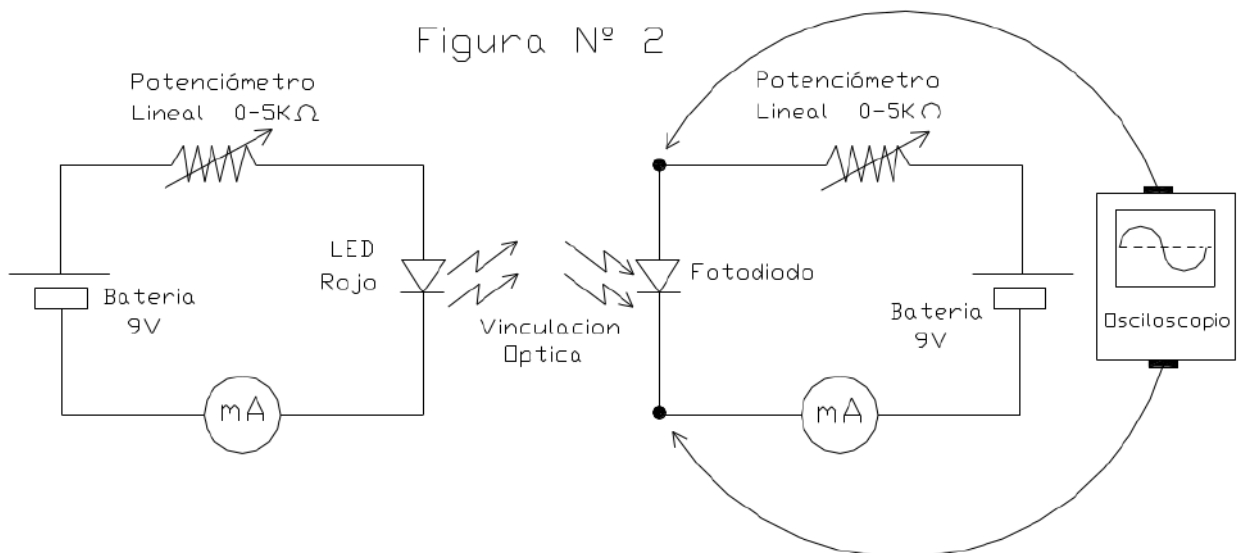 Figura Nº 2
Potenciómetro
Lineal 0-5KΩ
LED
Rojo
Bateria
9V
mA
Vinculacion
Optica
Potenciómetro
Lineal 0-5KΩ
Fotodiodo
Bateria
9V
mA
Osciloscopio